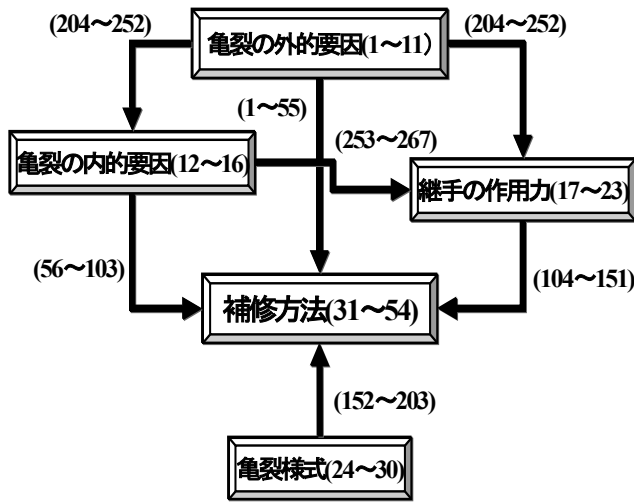 (204～252)
亀裂の外的要因(1～11)
(204～252)
(1～55)
(253～267)
亀裂の内的要因(12～16)
継手の作用力(17～23)
(56～103)
(104～151)
補修方法(31～54)
(152～203)
亀裂様式(24～30)